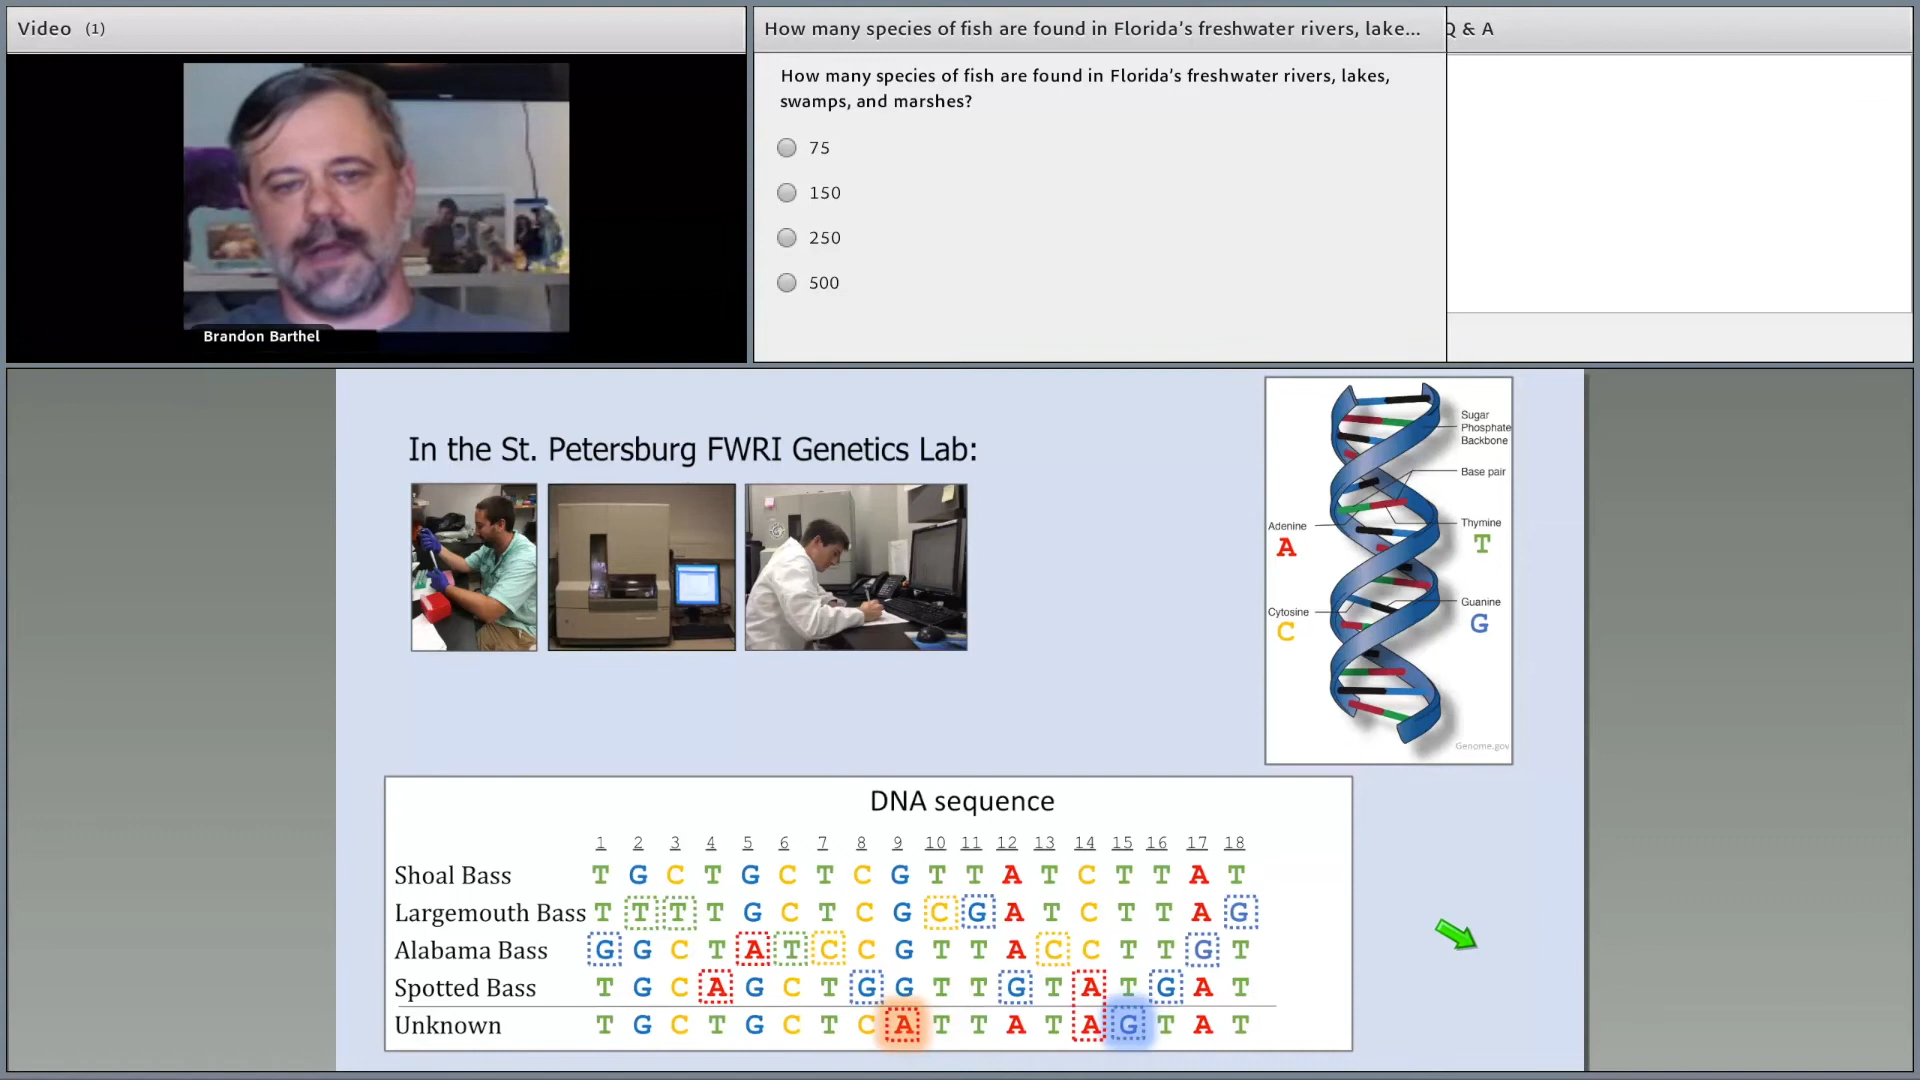 Video (1)
Brandon Barthel
How many species of fish are found in Florida's freshwater rivers, lake...
How many species of fish are found in Florida's freshwater rivers, lakes,
swamps, and marshes?
75
150
250
500
Q & A
In the St. Petersburg FWRI Genetics Lab:
Sugar
Phosphate
Backbone
Base pair
Adenine
A
Thymine
T
Cytosine
C
Guanine
G
Genome.gov
DNA sequence
1 2 3 4 5 6 7 8 9 10 11 12 13 14 15 16 17 18
Shoal Bass T G C T G C T C G T T A T C T T A T
Largemouth Bass T T T T G C T C G C G A T C T T A G
Alabama Bass G G C T A T C C G T T A C C T T G T
Spotted Bass T G C A G C T G G T T G T A T G A T
Unknown T G C T G C T C A T T A T A G T A T